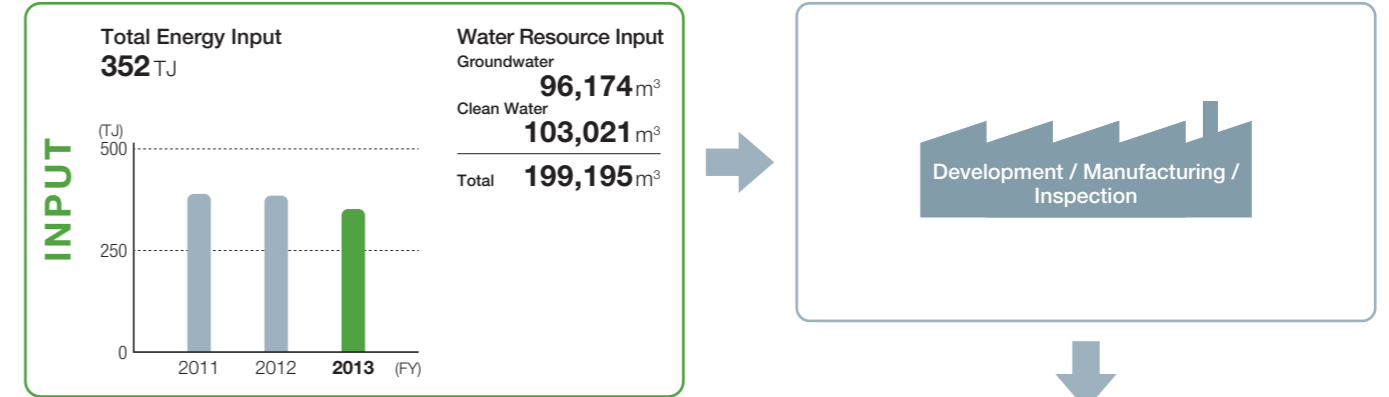 INPUT
Total Energy Input
352 TJ
(TJ)
500
250
0
2011 2012 2013 (FY)
Water Resource Input
Groundwater
96,174 m³
Clean Water
103,021 m³
Total 199,195 m³
Development / Manufacturing /
Inspection